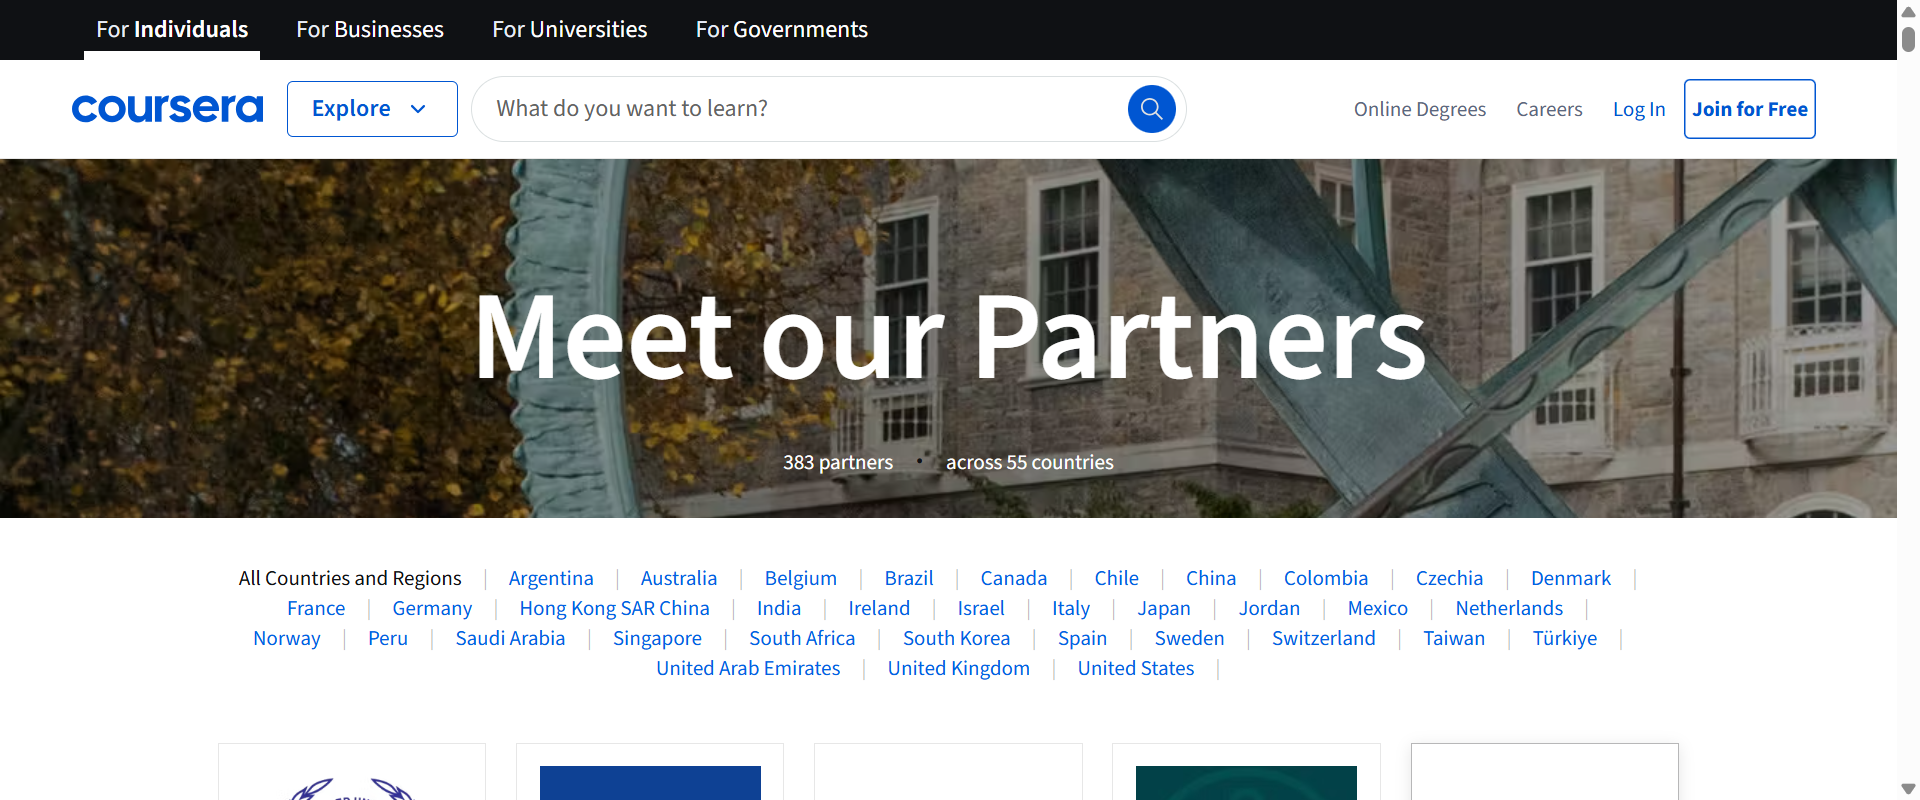 For Individuals For Businesses For Universities For Governments
coursera Explore What do you want to learn? Online Degrees Careers Log In Join for Free
Meet our Partners
383 partners • across 55 countries
All Countries and Regions | Argentina | Australia | Belgium | Brazil | Canada | Chile | China | Colombia | Czechia | Denmark |
France | Germany | Hong Kong SAR China | India | Ireland | Israel | Italy | Japan | Jordan | Mexico | Netherlands |
Norway | Peru | Saudi Arabia | Singapore | South Africa | South Korea | Spain | Sweden | Switzerland | Taiwan | Türkiye |
United Arab Emirates | United Kingdom | United States |